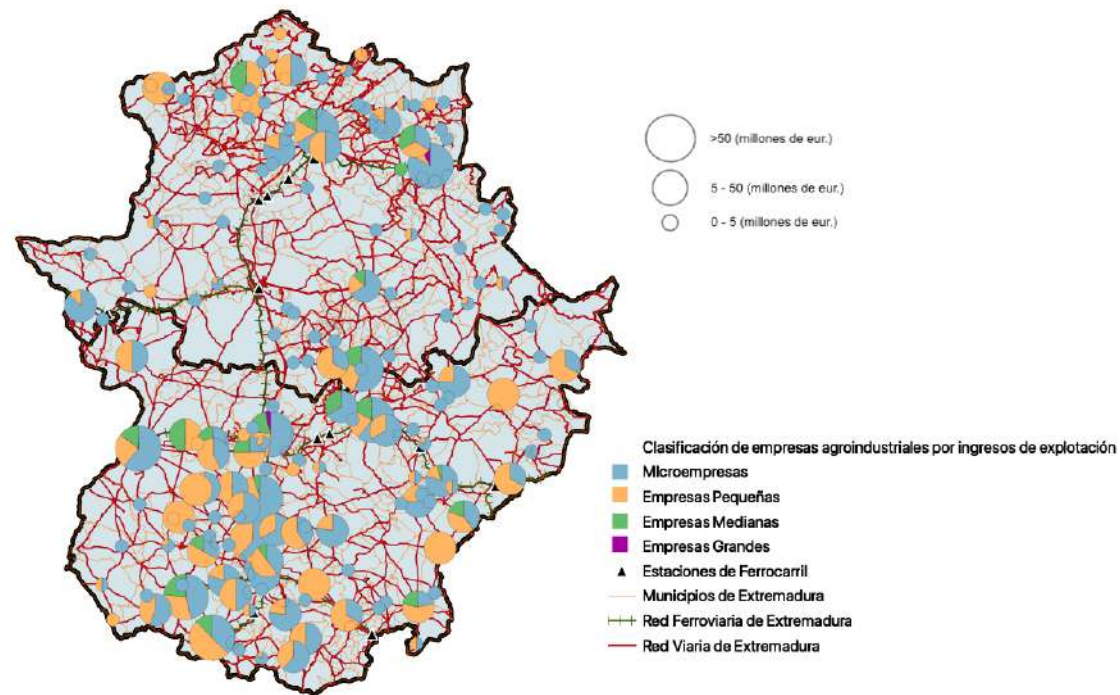 >50 (millones de eur.)
5 - 50 (millones de eur.)
0 - 5 (millones de eur.)
Clasificación de empresas agroindustriales por ingresos de explotación
MIcroempresas
Empresas Pequeñas
Empresas Medianas
Empresas Grandes
Estaciones de Ferrocarril
Municipios de Extremadura
Red Ferroviaria de Extremadura
Red Viaria de Extremadura